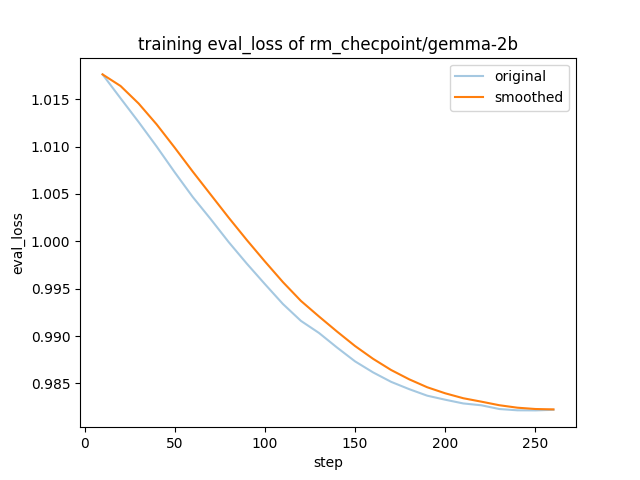 training eval_loss of rm_checpoint/gemma-2b
original
smoothed
eval_loss
1.015
1.010
1.005
1.000
0.995
0.990
0.985
0
50
100
150
200
250
step